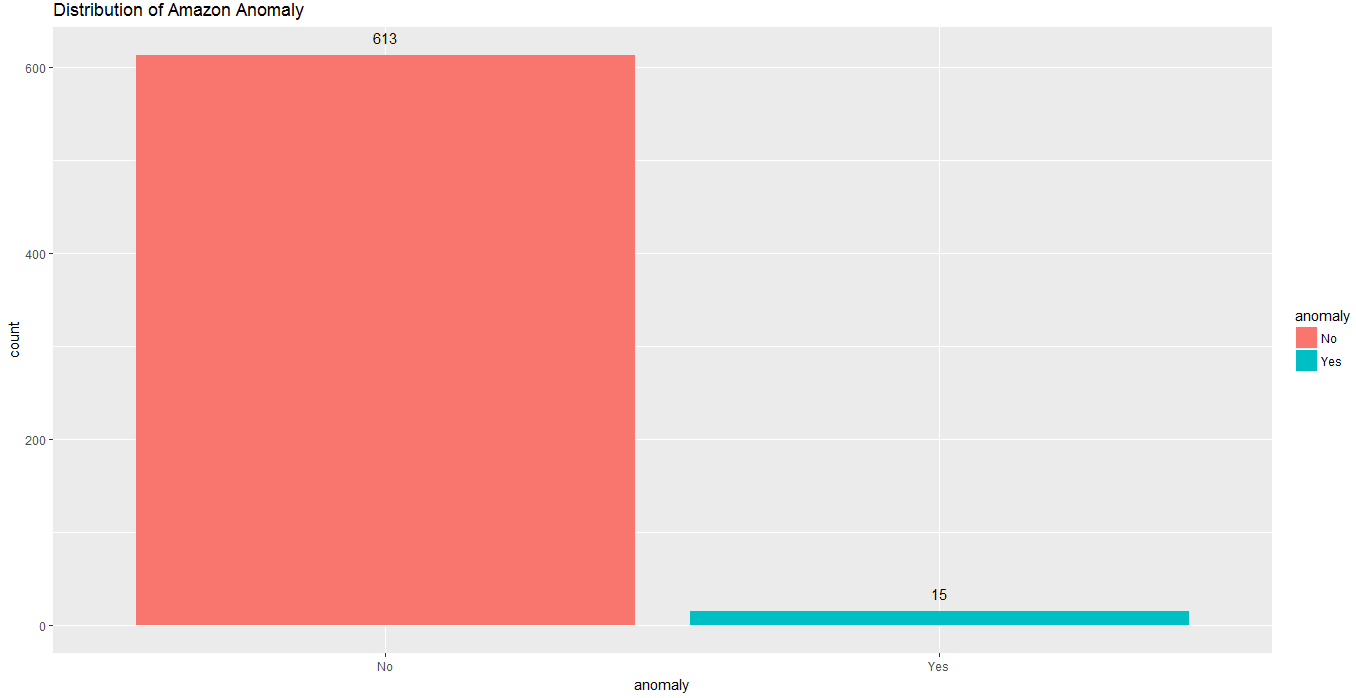 Distribution of Amazon Anomaly
613
600
400
200
0
15
count
No
Yes
anomaly
anomaly
No
Yes